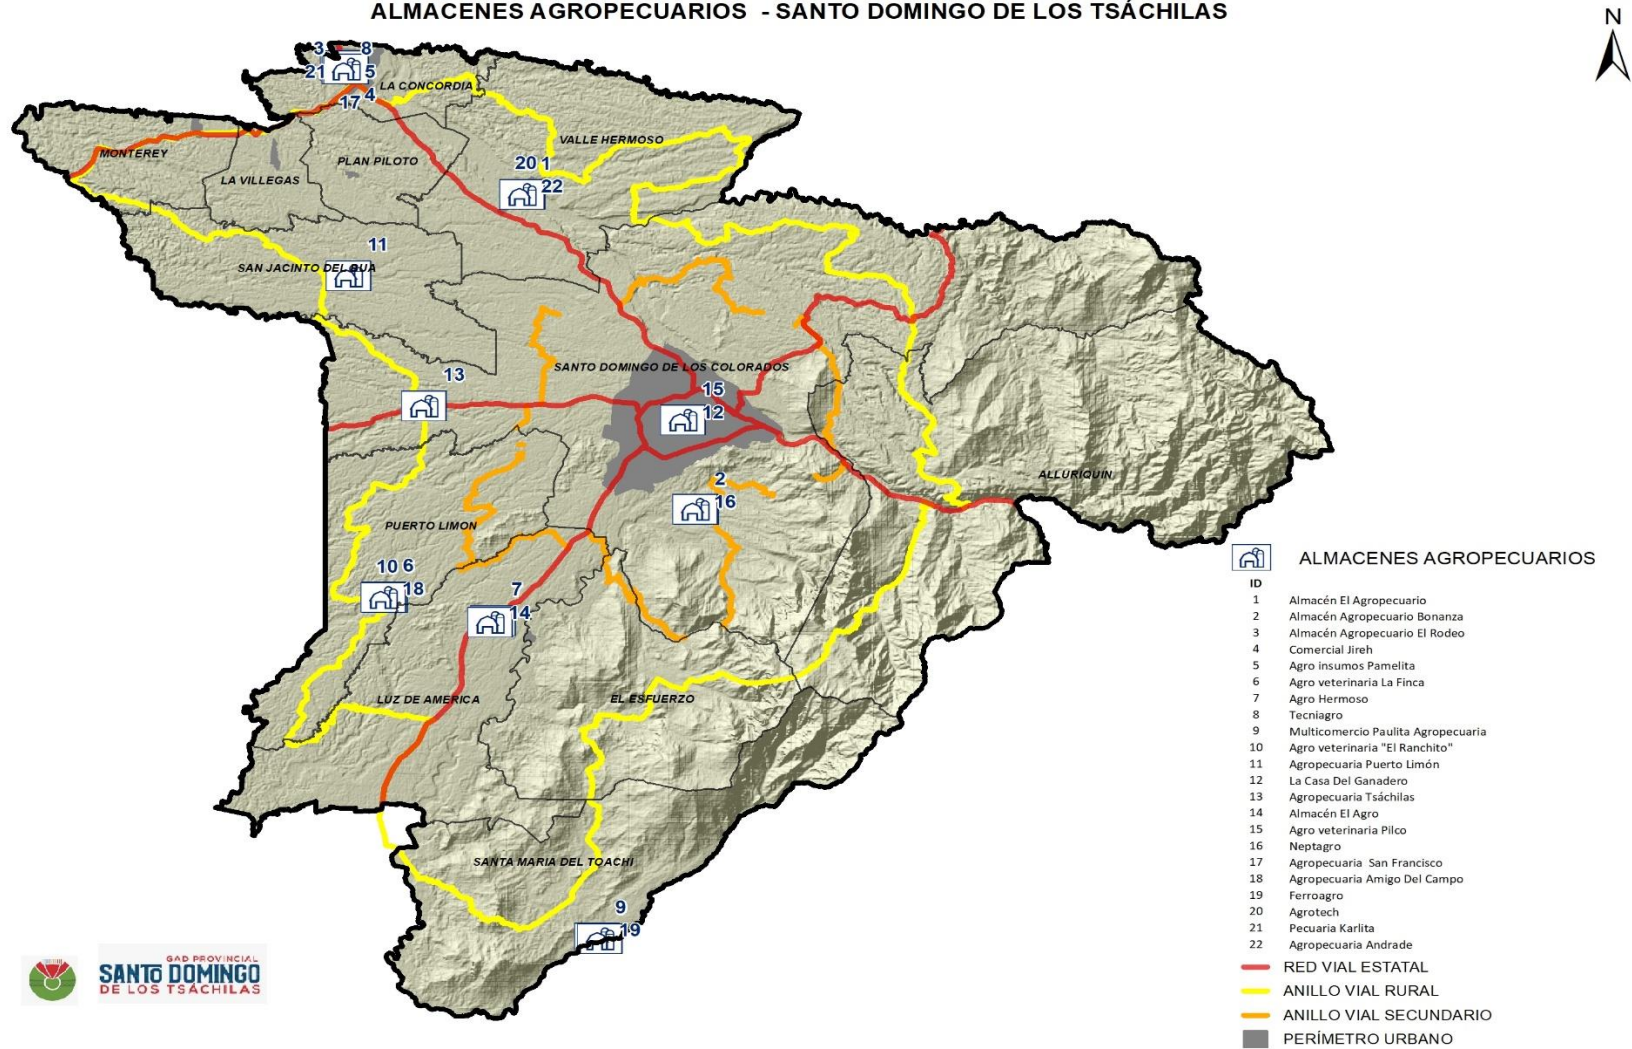 ALMACENES AGROPECUARIOS - SANTO DOMINGO DE LOS TSÁCHILAS
N
3 8
21 5
17 4
LA CONCORDIA
MONTEREY
LA VILLEGAS
PLAN PILOTO
VALLE HERMOSO
20 1
22
11
SAN JACINTO DEL BUA
13
SANTO DOMINGO DE LOS COLORADOS
15
12
2
16
ALLURIQUIN
PUERTO LIMON
10 6
18
7
14
LUZ DE AMERICA
EL ESFUERZO
SANTA MARIA DEL TOACHI
9
19
ALMACENES AGROPECUARIOS
ID
1 Almacén El Agropecuario
2 Almacén Agropecuario Bonanza
3 Almacén Agropecuario El Rodeo
4 Comercial Jireh
5 Agro insumos Pamelita
6 Agro veterinaria La Finca
7 Agro Hermoso
8 Tecniagro
9 Multicomercio Paulita Agropecuaria
10 Agro veterinaria "El Ranchito"
11 Agropecuaria Puerto Limón
12 La Casa Del Ganadero
13 Agropecuaria Tsáchilas
14 Almacén El Agro
15 Agro veterinaria Pilco
16 Neptagro
17 Agropecuaria San Francisco
18 Agropecuaria Amigo Del Campo
19 Ferroagro
20 Agrotech
21 Pecuaria Karlita
22 Agropecuaria Andrade
RED VIAL ESTATAL
ANILLO VIAL RURAL
ANILLO VIAL SECUNDARIO
PERÍMETRO URBANO
GAD PROVINCIAL
SANTO DOMINGO
DE LOS TSÁCHILAS